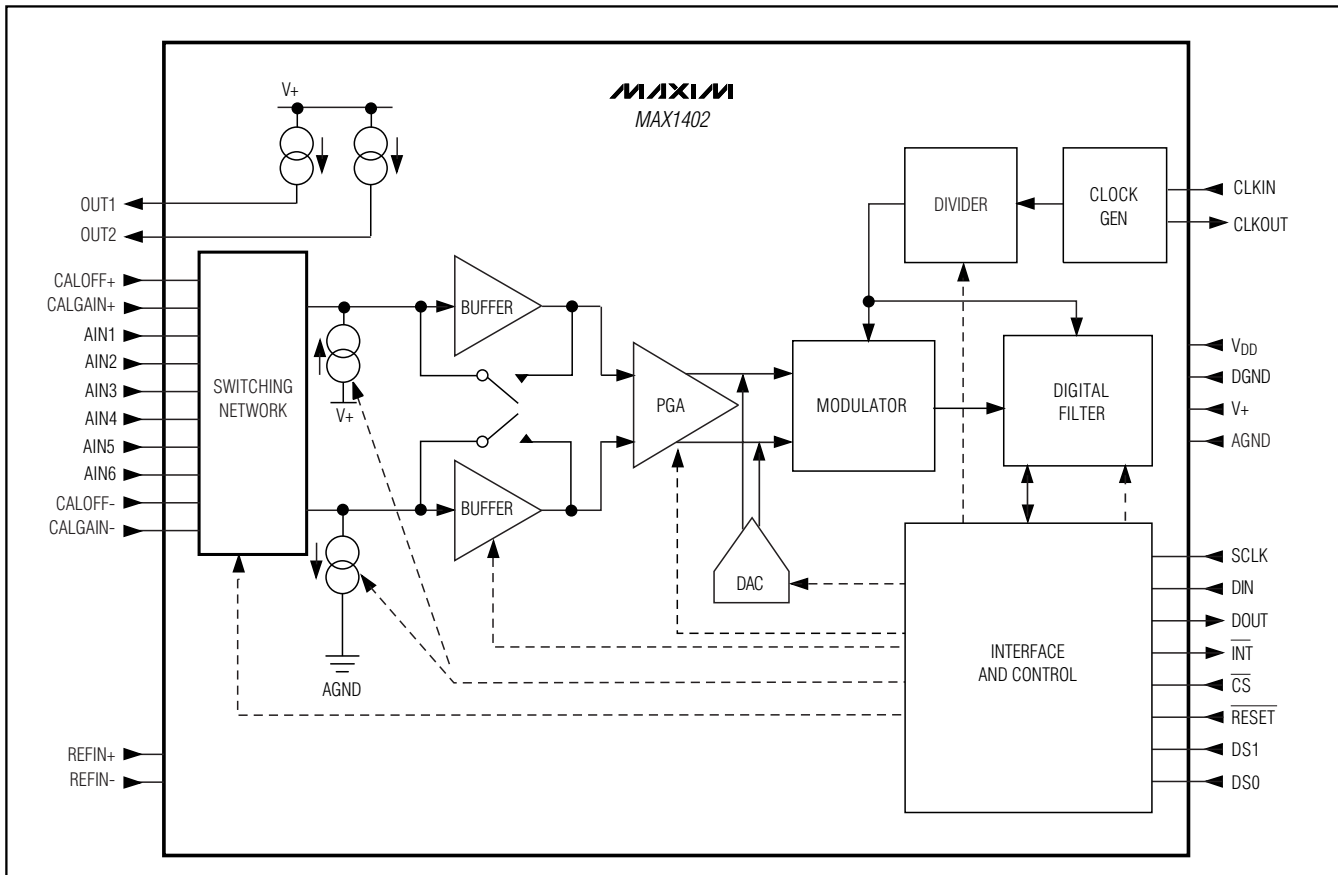 MAXIM
MAX1402
V+
OUT1
OUT2
CALOFF+
CALGAIN+
AIN1
AIN2
AIN3
AIN4
AIN5
AIN6
CALOFF-
CALGAIN-
REFIN+
REFIN-
SWITCHING
NETWORK
V+
AGND
BUFFER
BUFFER
PGA
DAC
MODULATOR
DIVIDER
CLOCK
GEN
DIGITAL
FILTER
INTERFACE
AND CONTROL
CLKIN
CLKOUT
VDD
DGND
V+
AGND
SCLK
DIN
DOUT
INT
CS
RESET
DS1
DS0